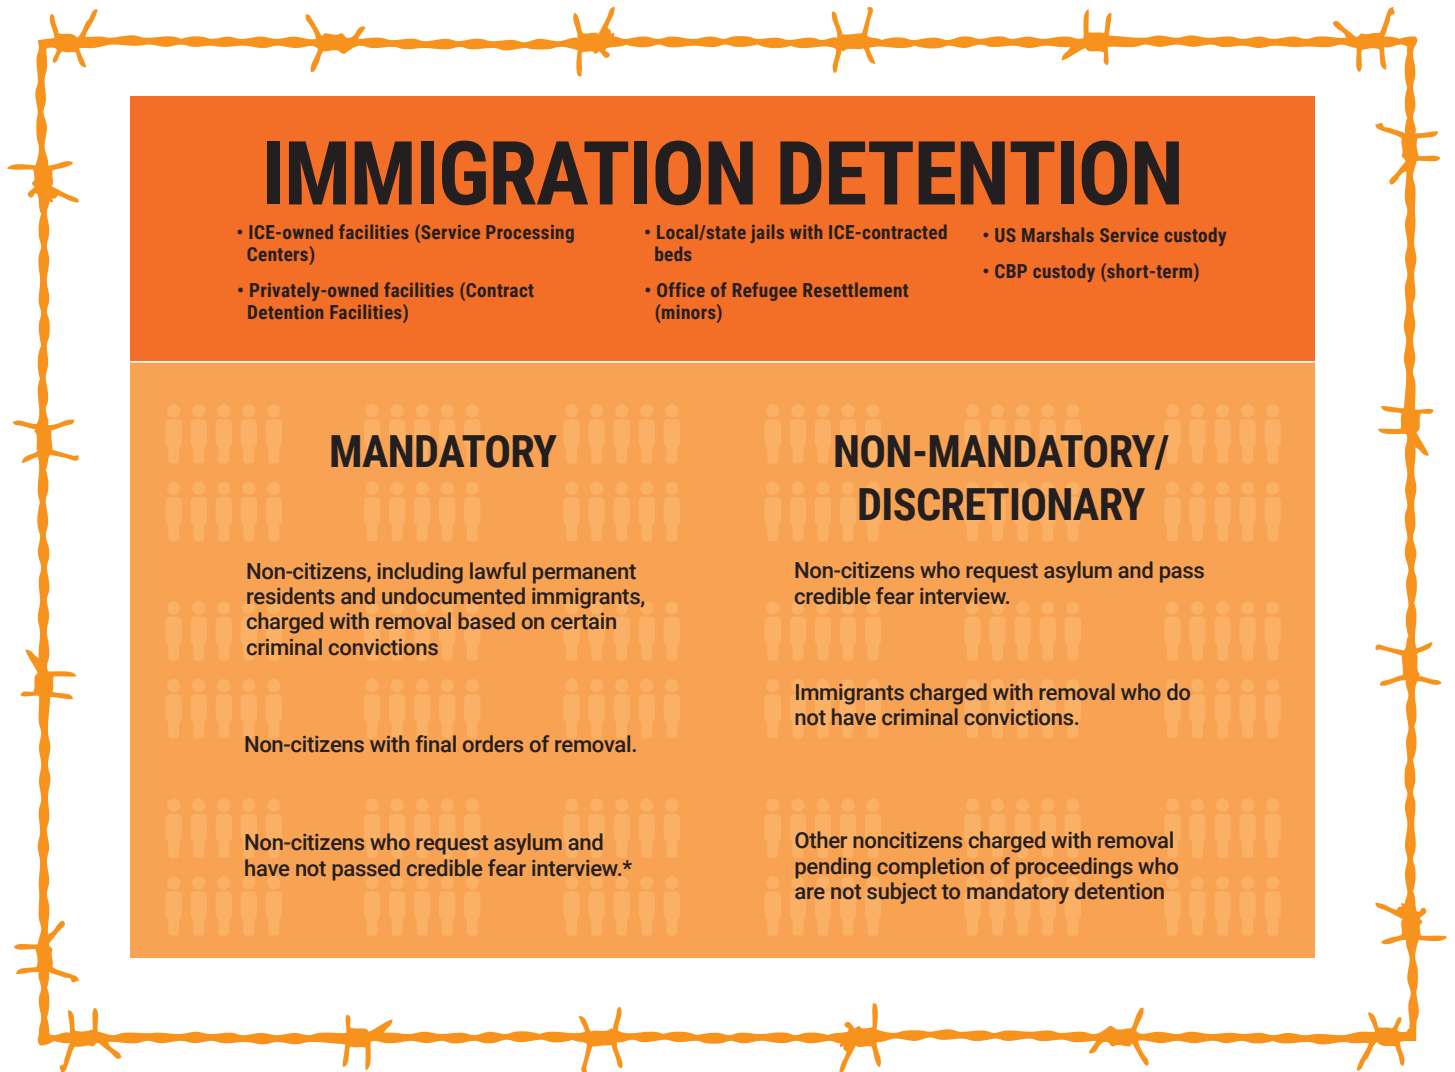 IMMIGRATION DETENTION
• ICE-owned facilities (Service Processing
Centers)
• Privately-owned facilities (Contract
Detention Facilities)
• Local/state jails with ICE-contracted
beds
• Office of Refugee Resettlement
(minors)
• US Marshals Service custody
• CBP custody (short-term)
MANDATORY
Non-citizens, including lawful permanent
residents and undocumented immigrants,
charged with removal based on certain
criminal convictions
Non-citizens with final orders of removal.
Non-citizens who request asylum and
have not passed credible fear interview.*
NON-MANDATORY/
DISCRETIONARY
Non-citizens who request asylum and pass
credible fear interview.
Immigrants charged with removal who do
not have criminal convictions.
Other noncitizens charged with removal
pending completion of proceedings who
are not subject to mandatory detention